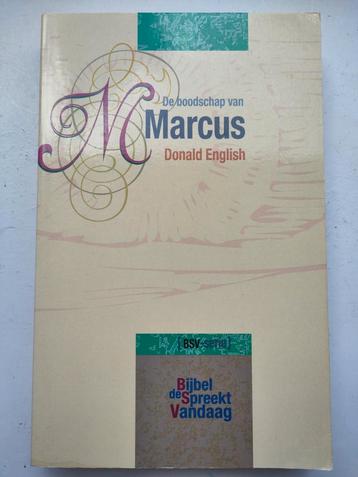 M
De boodschap van
Marcus
Donald English
[BSV-serie]
Bijbel
de Spreekt
Vandaag